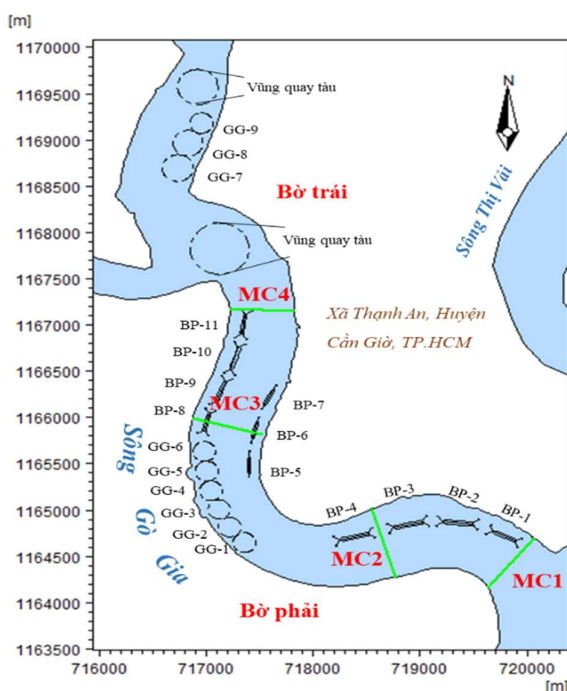 [m]
1170000
1169500
1169000
1168500
1168000
1167500
1167000
1166500
1166000
1165500
1165000
1164500
1164000
1163500
716000
717000
718000
719000
720000
[m]
Vũng quay tàu
GG-9
GG-8
GG-7
N
Sông Thị Vải
Bờ trái
Vũng quay tàu
MC4
Xã Thạnh An, Huyện
Cần Giờ, TP.HCM
BP-11
BP-10
BP-9
BP-8
MC3
BP-7
BP-6
BP-5
GG-6
GG-5
GG-4
GG-3
GG-2
GG-1
Sông
Gò
Gia
BP-4
BP-3
BP-2
BP-1
MC2
MC1
Bờ phải